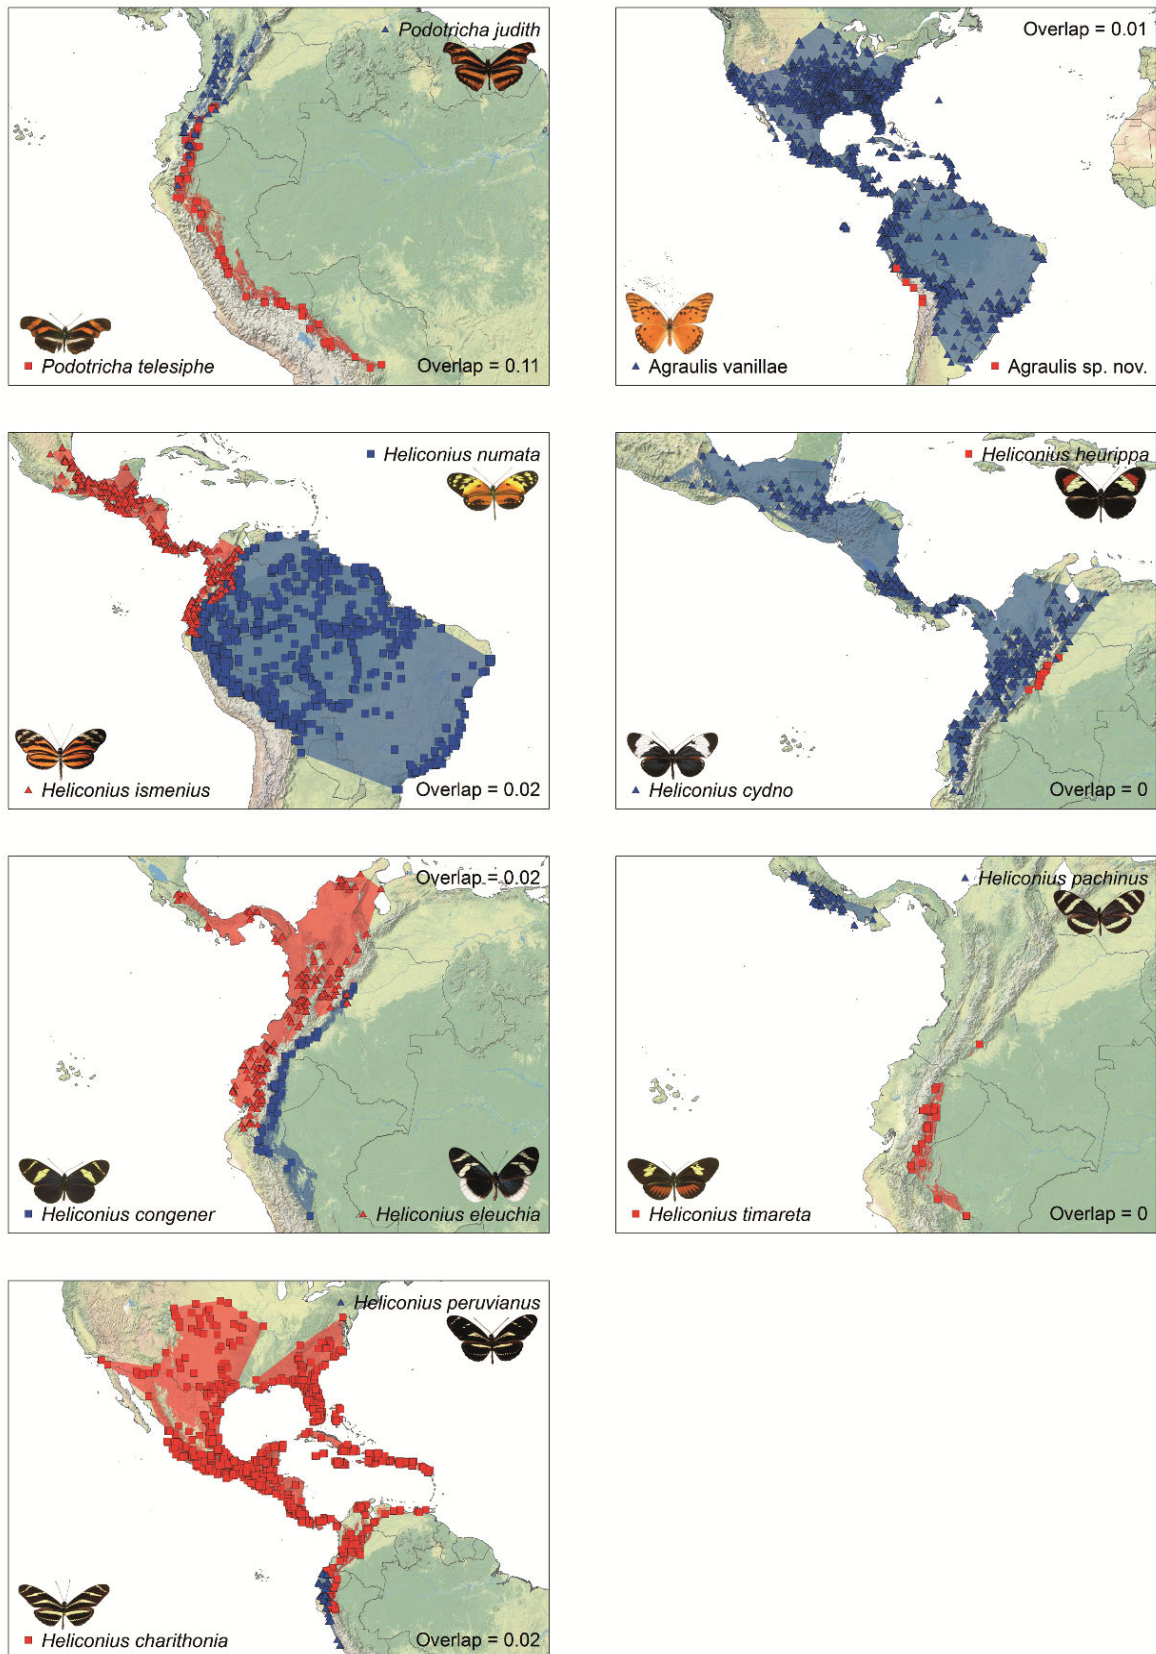 Podotricha judith
Podotricha telesiphe
Overlap = 0.11
Overlap = 0.01
Agraulis vanillae
Agraulis sp. nov.
Heliconius numata
Heliconius ismenius
Overlap = 0.02
Heliconius heurippa
Heliconius cydno
Overlap = 0
Overlap = 0.02
Heliconius congener
Heliconius eleuchia
Heliconius pachinus
Heliconius timareta
Overlap = 0
Heliconius peruvianus
Heliconius charithonia
Overlap = 0.02